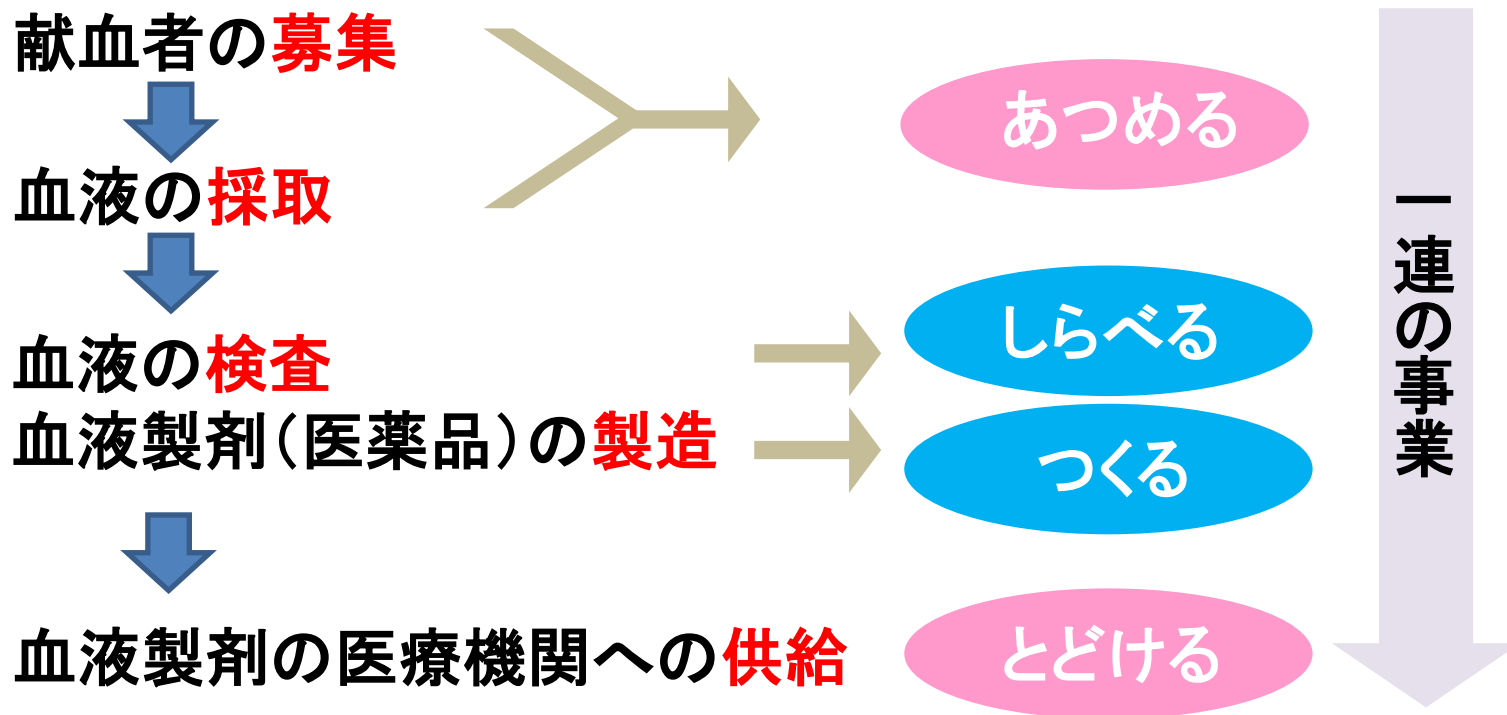 献血者の募集
血液の採取
あつめる
血液の検査
しらべる
血液製剤（医薬品）の製造
つくる
血液製剤の医療機関への供給
とどける
一連の事業